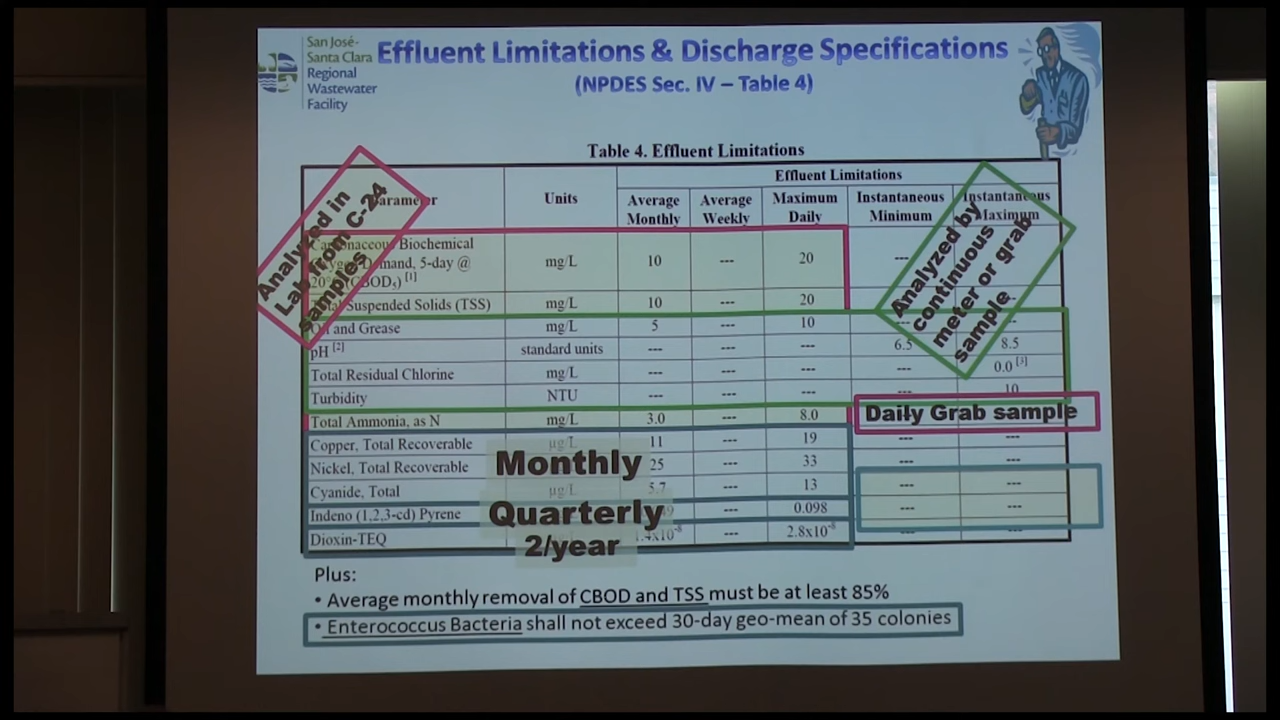 San José-
Santa Clara
Regional
Wastewater
Facility
Effluent Limitations & Discharge Specifications
(NPDES Sec. IV – Table 4)
Table 4. Effluent Limitations
Units
Effluent Limitations
Average Monthly
Average Weekly
Maximum Daily
Instantaneous Minimum
Instantaneous Maximum
Analyzed in
Lab from C-24
samples
Analyzed by
continuous
meter or grab
sample
Biochemical
5-day @
mg/L 10 --- 20 ---
[1]
Suspended Solids (TSS) mg/L 10 --- 20
and Grease mg/L 5 --- 10
pH [2] standard units --- --- --- 6.5 8.5
Total Residual Chlorine mg/L --- --- --- --- 0.0 [3]
Turbidity NTU --- --- --- --- 10
Total Ammonia, as N mg/L 3.0 --- 8.0
Daily Grab sample
Copper, Total Recoverable µg/L 11 --- 19 --- ---
Nickel, Total Recoverable 25 --- 33 --- ---
Monthly
Cyanide, Total µg/L 5.7 --- 13 --- ---
Indeno (1,2,3-cd) Pyrene --- 0.098 --- ---
Quarterly
Dioxin-TEQ --- 2.8x10⁻⁸ --- ---
2/year
Plus:
• Average monthly removal of CBOD and TSS must be at least 85%
• Enterococcus Bacteria shall not exceed 30-day geo-mean of 35 colonies